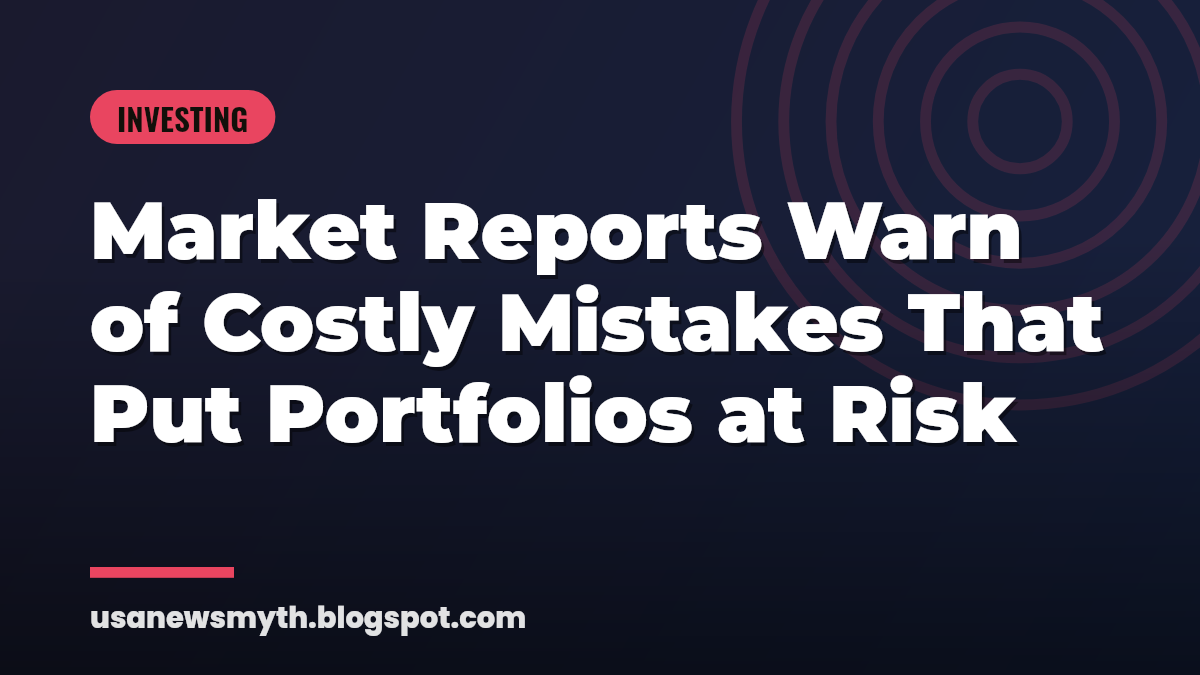 INVESTING
Market Reports Warn
of Costly Mistakes That
Put Portfolios at Risk
usanewsmyth.blogspot.com